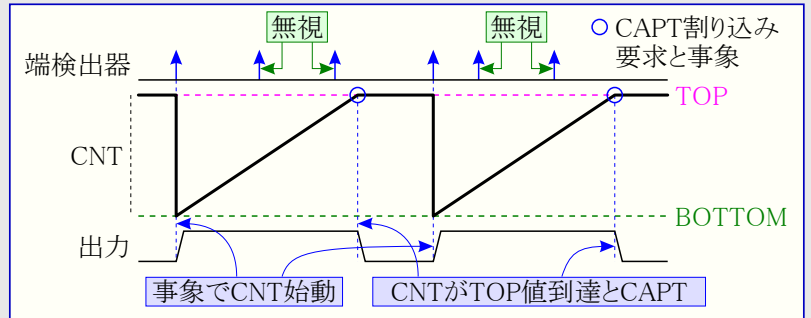 無視
無視
CAPT割り込み
要求と事象
端検出器
TOP
CNT
BOTTOM
出力
事象でCNT始動
CNTがTOP値到達とCAPT